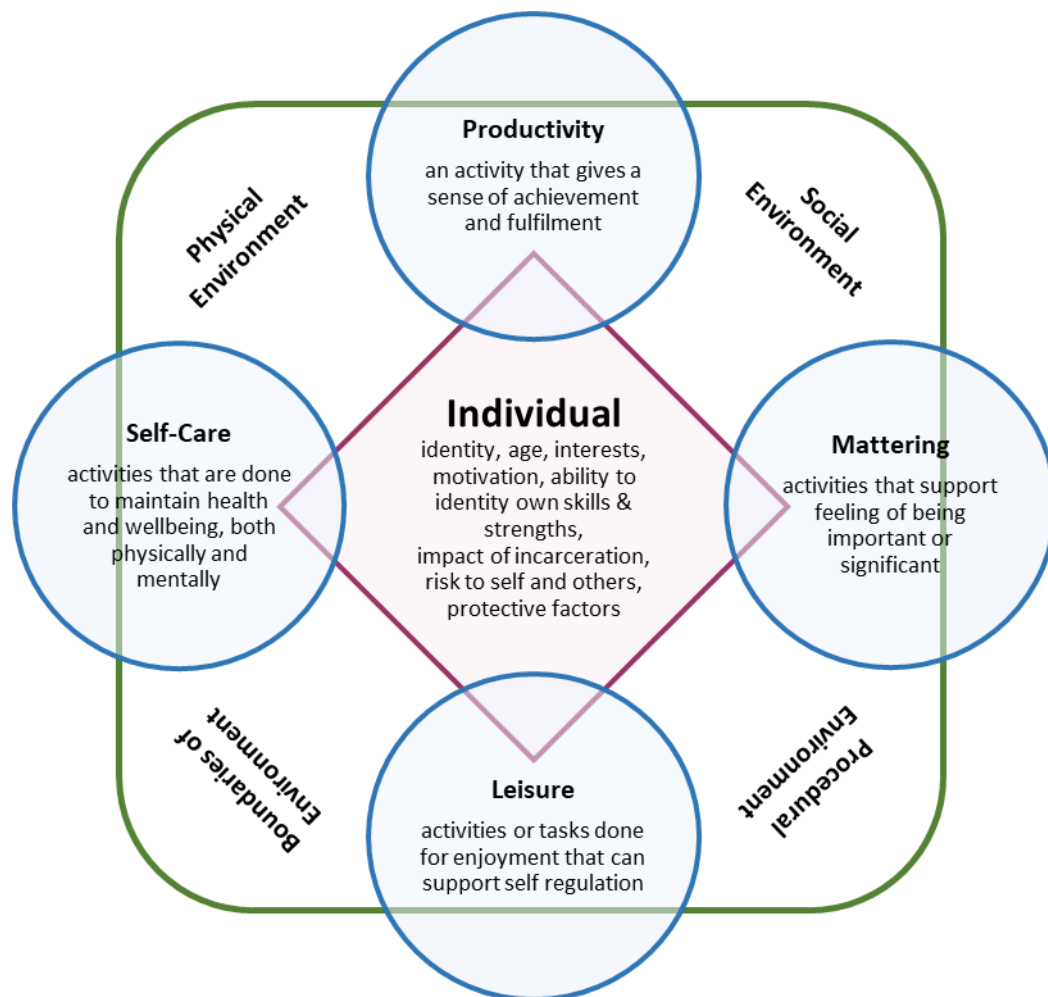 Productivity
an activity that gives a
sense of achievement
and fulfilment
Physical
Environment
Social
Environment
Self-Care
activities that are done
to maintain health
and wellbeing, both
physically and
mentally
Individual
identity, age, interests,
motivation, ability to
identity own skills &
strengths,
impact of incarceration,
risk to self and others,
protective factors
Mattering
activities that support
feeling of being
important or
significant
Boundaries of
Environment
Leisure
activities or tasks done
for enjoyment that can
support self regulation
Procedural
Environment